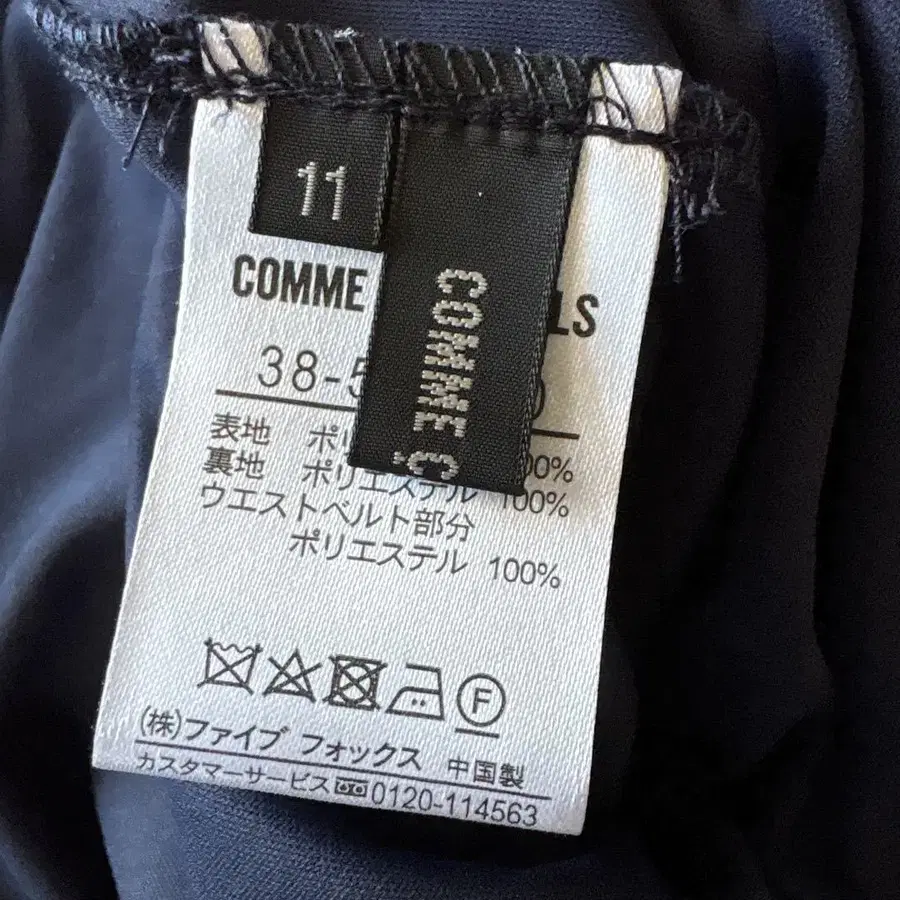 11
COMME C
COMME LS
38-5
表地 ポリ 00%
裏地 ポリエステル 100%
ウエストベルト部分
ポリエステル 100%
F
(株)ファイブ フォックス 中国製
カスタマーサービス 0120-114563